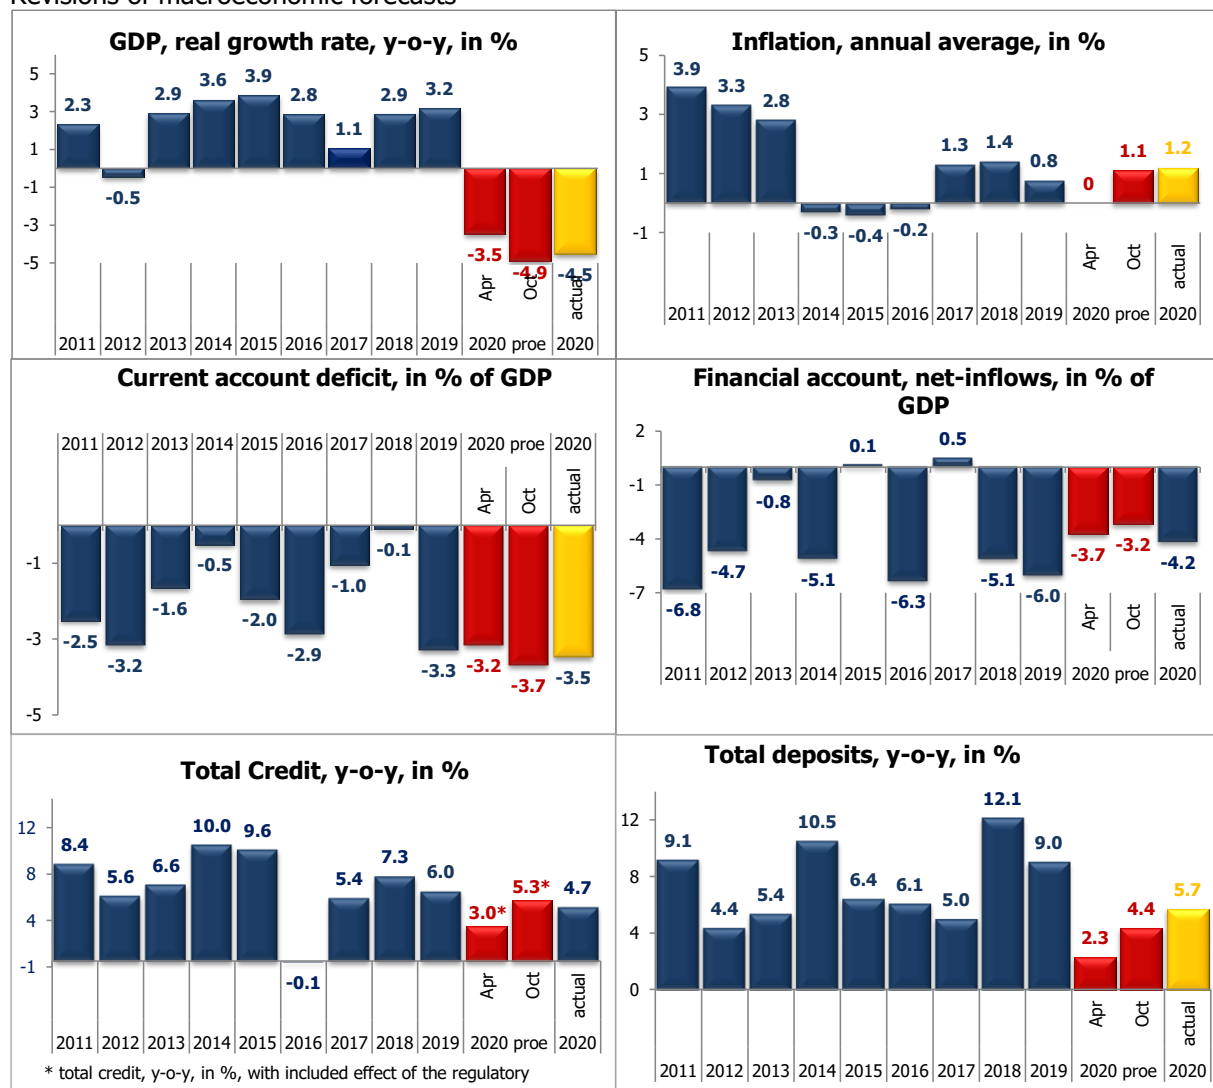 Revisions of macroeconomic forecasts
GDP, real growth rate, y-o-y, in %
5
3
1
-1
-3
-5
2.3
-0.5
2.9
3.6
3.9
2.8
1.1
2.9
3.2
-3.5
-4.9
-4.5
Apr
Oct
actual
2011 2012 2013 2014 2015 2016 2017 2018 2019 2020 proe 2020
Inflation, annual average, in %
5
3
1
-1
3.9
3.3
2.8
-0.3
-0.4
-0.2
1.3
1.4
0.8
0
1.1
1.2
Apr
Oct
actual
2011 2012 2013 2014 2015 2016 2017 2018 2019 2020 proe 2020
Current account deficit, in % of GDP
2011 2012 2013 2014 2015 2016 2017 2018 2019 2020 proe 2020
Apr
Oct
actual
-1
-3
-5
-2.5
-3.2
-1.6
-0.5
-2.0
-2.9
-1.0
-0.1
-3.3
-3.2
-3.7
-3.5
Financial account, net-inflows, in % of
GDP
2
-1
-4
-7
-6.8
-4.7
-0.8
-5.1
0.1
-6.3
0.5
-5.1
-6.0
-3.7
-3.2
-4.2
Apr
Oct
actual
2011 2012 2013 2014 2015 2016 2017 2018 2019 2020 proe 2020
Total Credit, y-o-y, in %
12
8
4
-1
8.4
5.6
6.6
10.0
9.6
-0.1
5.4
7.3
6.0
3.0*
5.3*
4.7
Apr
Oct
actual
2011 2012 2013 2014 2015 2016 2017 2018 2019 2020 proe 2020
* total credit, y-o-y, in %, with included effect of the regulatory
Total deposits, y-o-y, in %
12
8
4
0
9.1
4.4
5.4
10.5
6.4
6.1
5.0
12.1
9.0
2.3
4.4
5.7
Apr
Oct
actual
2011 2012 2013 2014 2015 2016 2017 2018 2019 2020 proe 2020